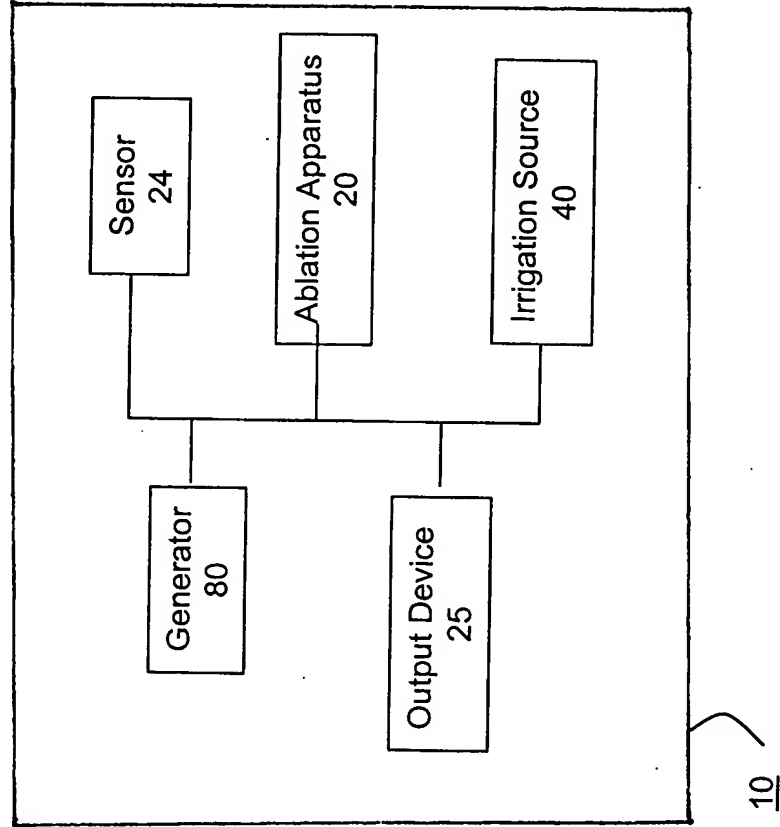 Sensor
24
Ablation Apparatus
20
Irrigation Source
40
Generator
80
Output Device
25
10